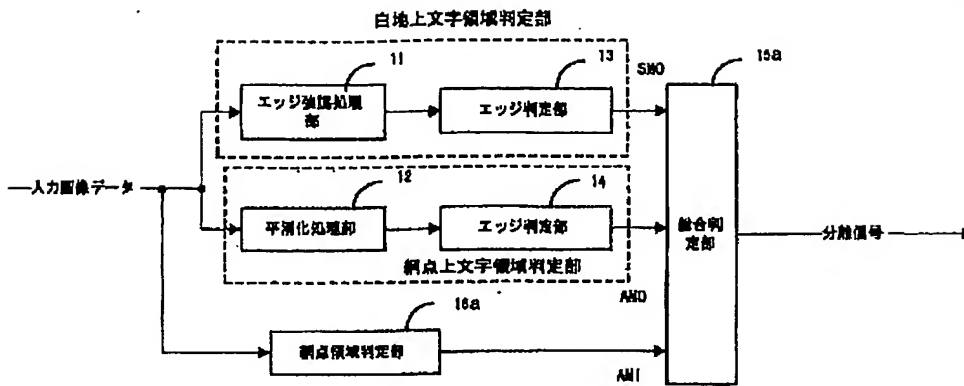 白地上文字領域判定部
11
13
SMO
15a
エッジ強調処理
部
エッジ判定部
入力画像データ
12
14
平滑化処理部
エッジ判定部
総合判
定部
分離信号
網点上文字領域判定部
AMO
16a
網点領域判定部
AMI